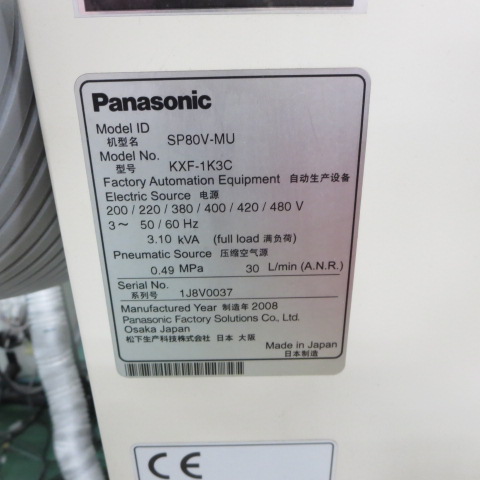 Panasonic
Model ID
机型名 SP80V-MU
Model No.
型号 KXF-1K3C
Factory Automation Equipment 自动生产设备
Electric Source 电源
200 / 220 / 380 / 400 / 420 / 480 V
3～ 50 / 60 Hz
3.10 kVA (full load 满负荷)
Pneumatic Source 压缩空气源
0.49 MPa 30 L/min (A.N.R.)
Serial No.
系列号 1J8V0037
Manufactured Year 制造年 2008
Panasonic Factory Solutions Co., Ltd.
Osaka Japan
松下生产科技株式会社 日本 大阪
Made in Japan
日本制造
CE